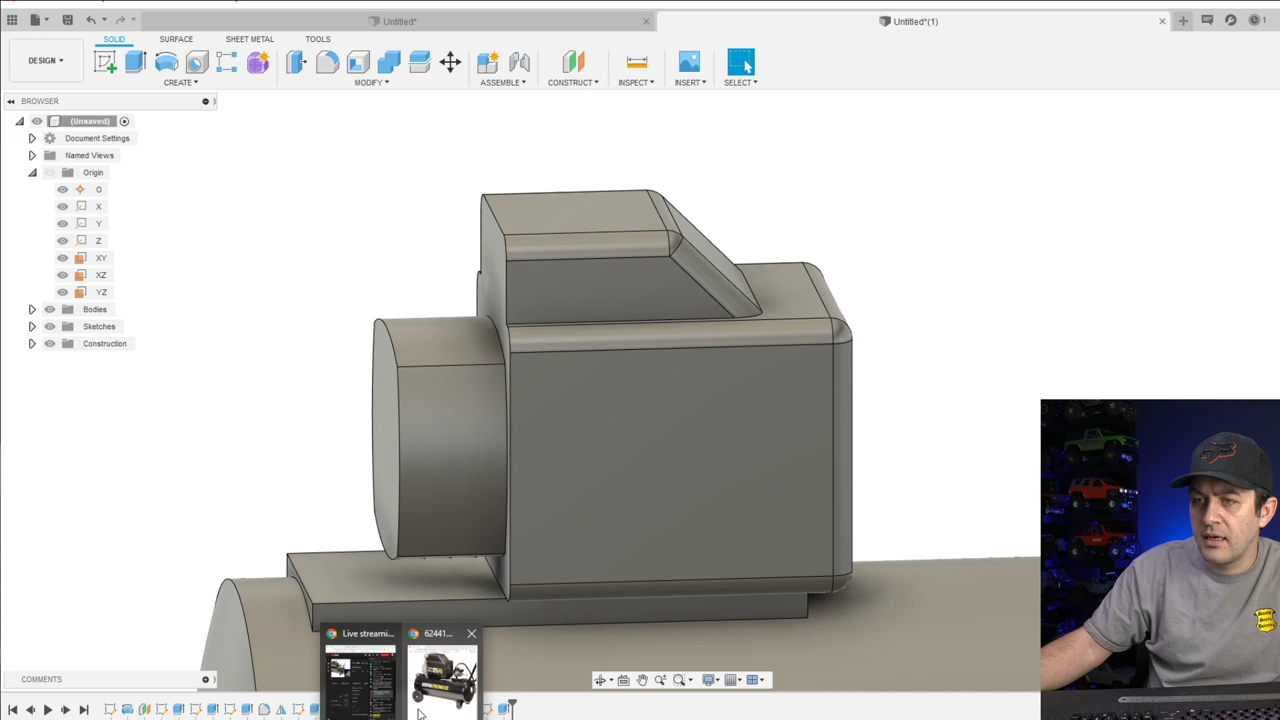 Untitled*
Untitled*(1)
1
DESIGN
SOLID
SURFACE
SHEET METAL
TOOLS
CREATE
MODIFY
ASSEMBLE
CONSTRUCT
INSPECT
INSERT
SELECT
BROWSER
(Unsaved)
Document Settings
Named Views
Origin
O
X
Y
Z
XY
XZ
YZ
Bodies
Sketches
Construction
Live streami...
62441...
COMMENTS